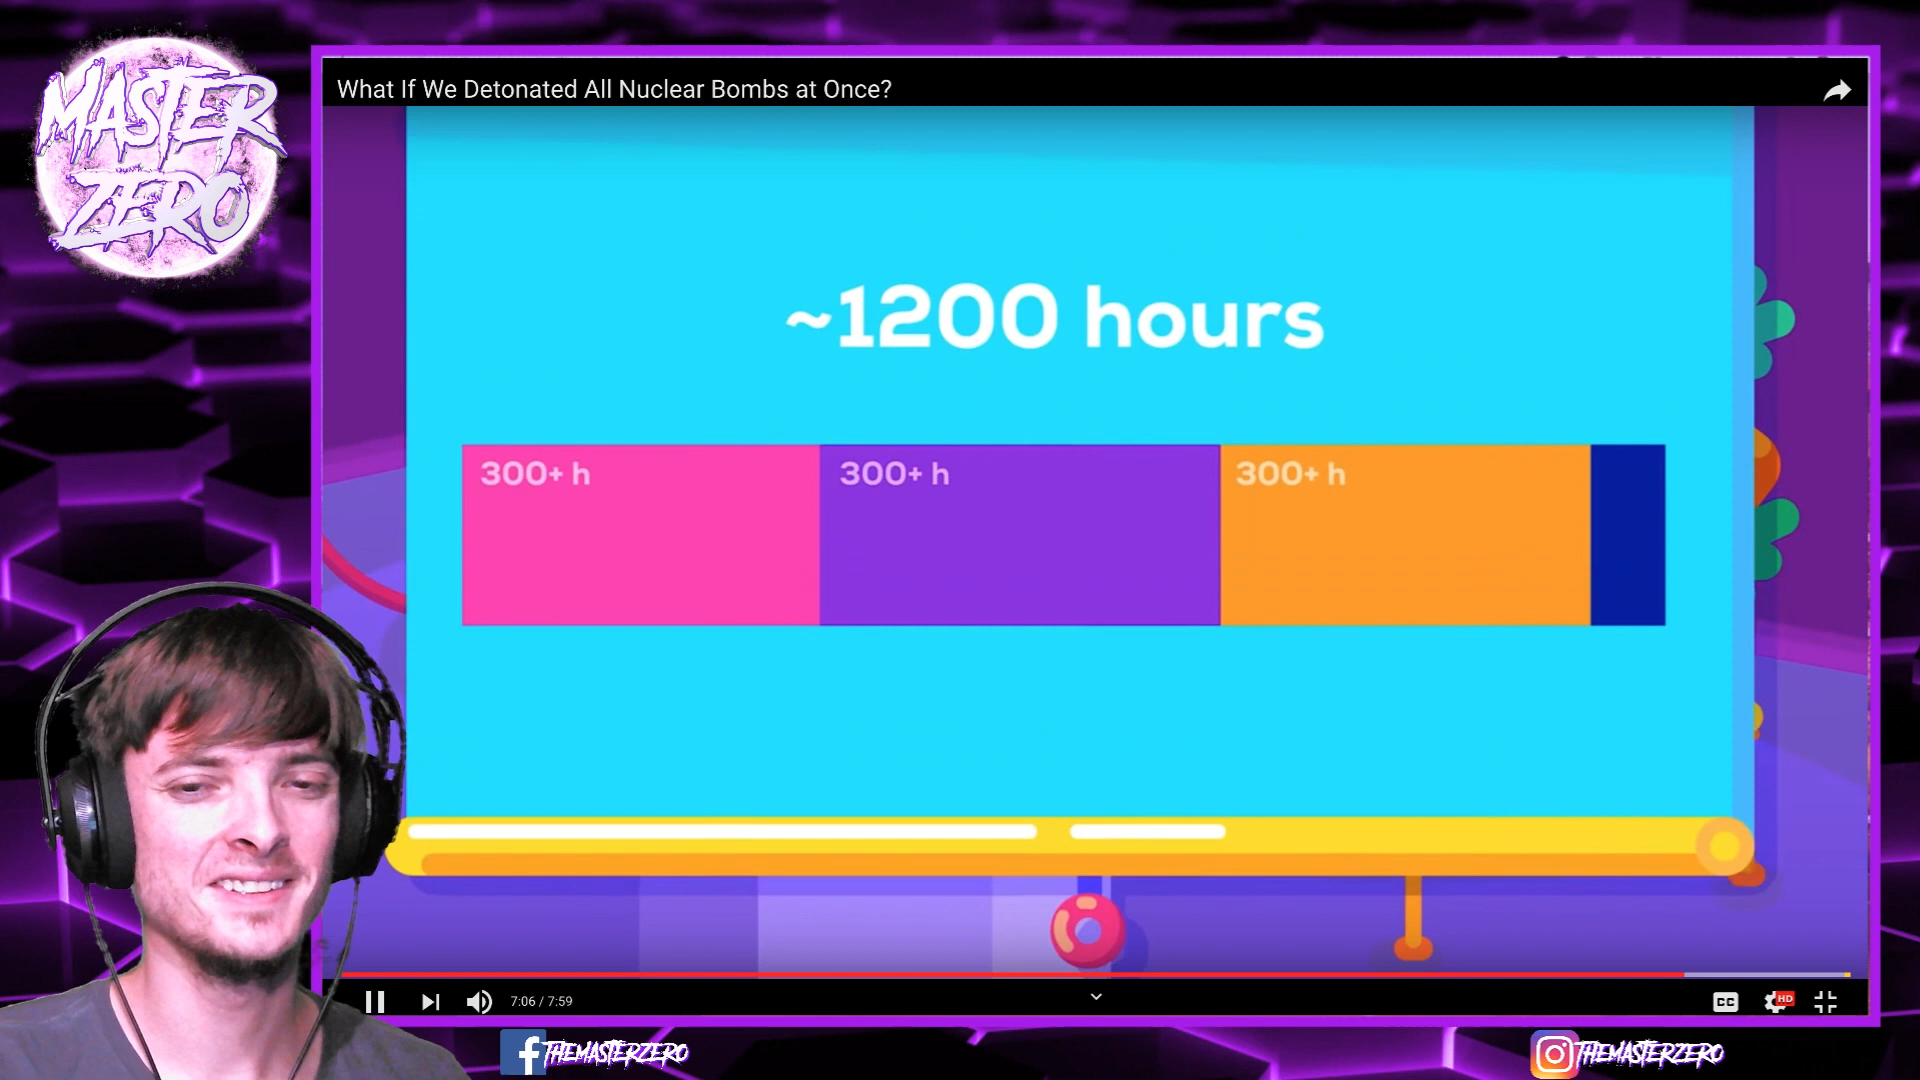 MASTER
ZERO
What If We Detonated All Nuclear Bombs at Once?
~1200 hours
300+ h
300+ h
300+ h
7:06 / 7:59
CC
HD
f THEMASTERZERO
THEMASTERZERO